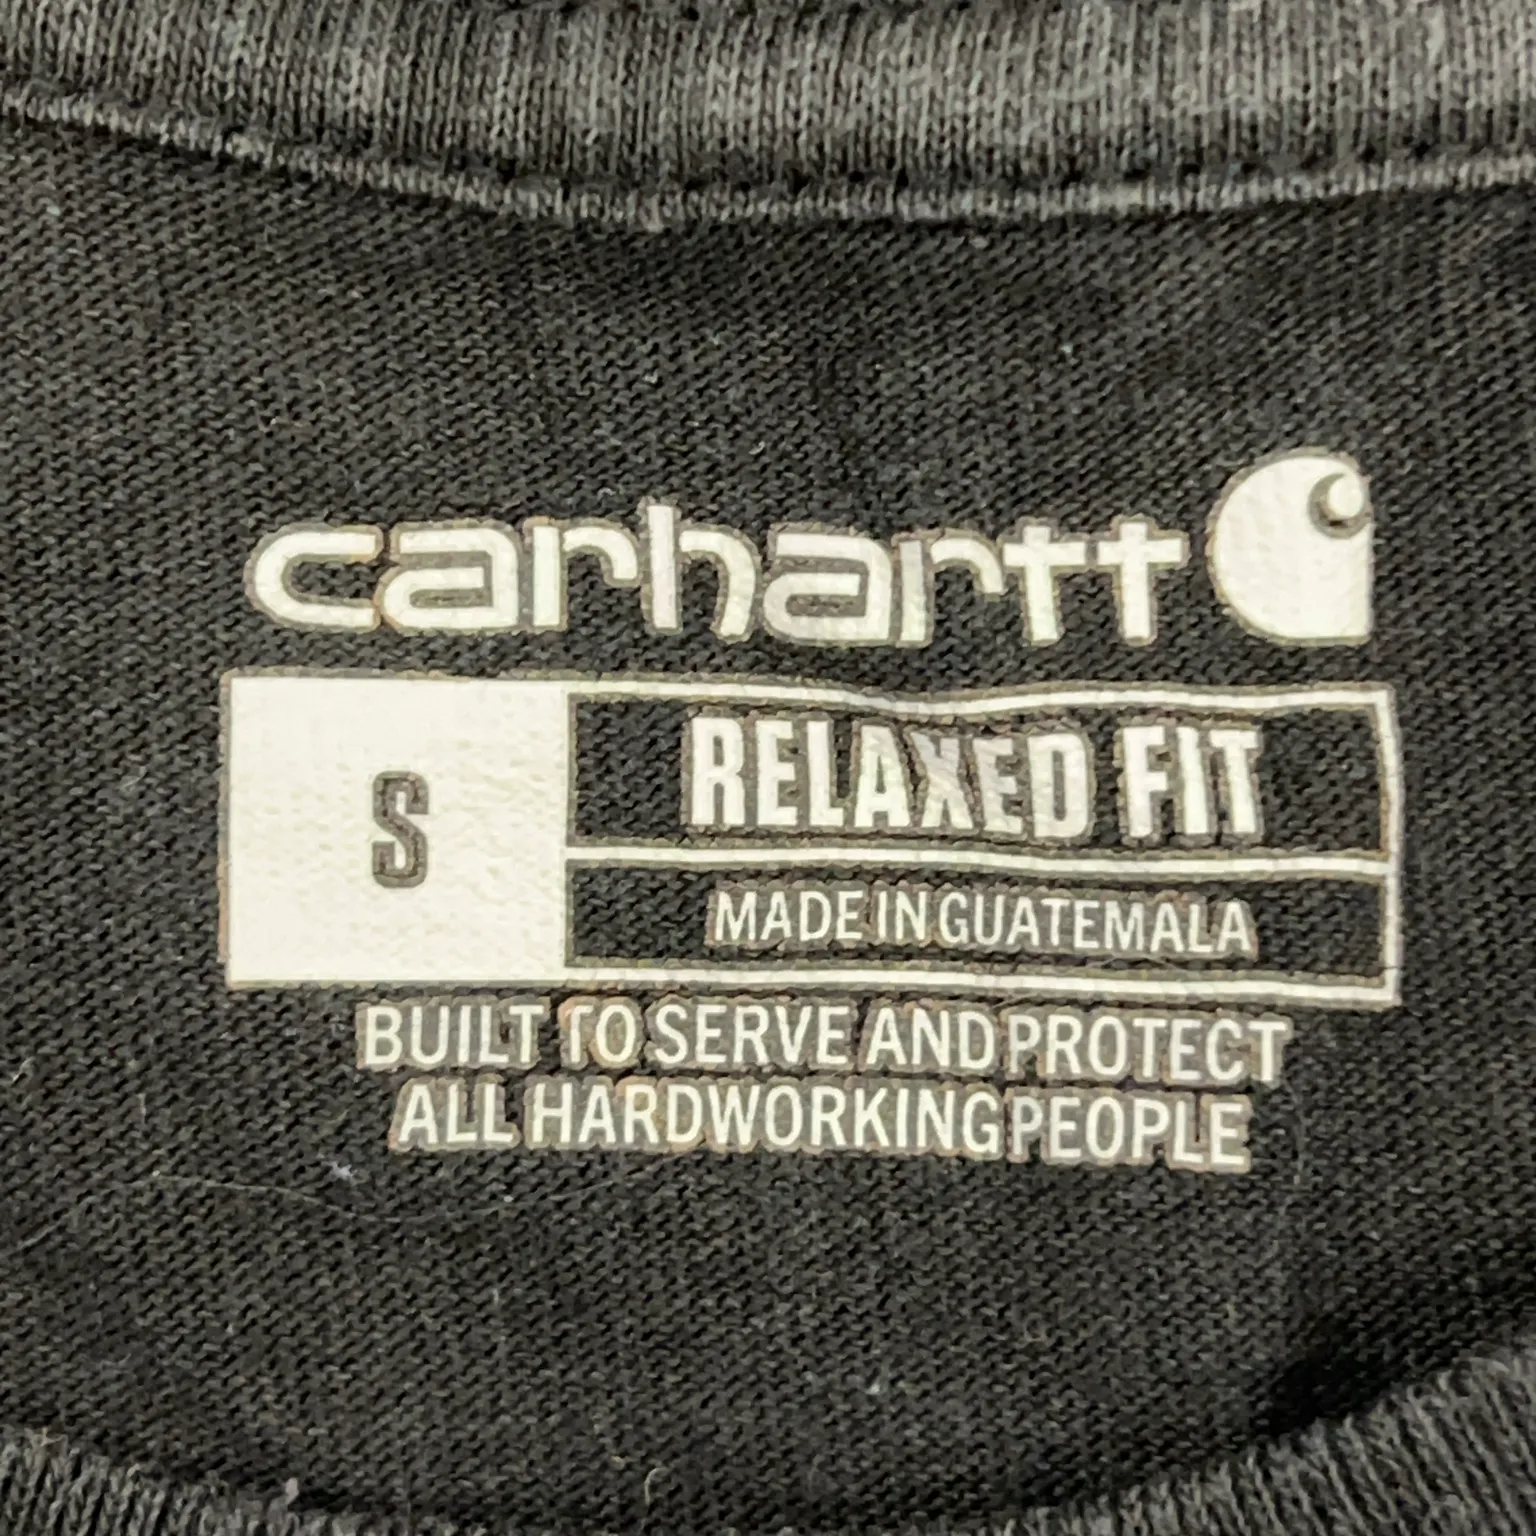 carhartt
S
RELAXED FIT
MADE IN GUATEMALA
BUILT TO SERVE AND PROTECT
ALL HARDWORKING PEOPLE